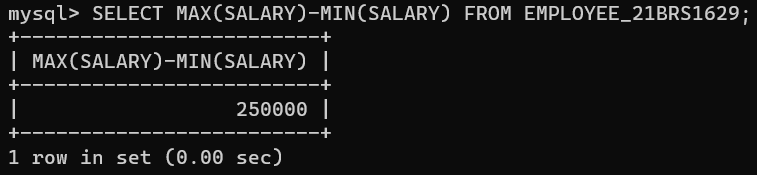 mysql> SELECT MAX(SALARY)-MIN(SALARY) FROM EMPLOYEE_21BRS1629;
+-------------------------+
| MAX(SALARY)-MIN(SALARY) |
+-------------------------+
|                  250000 |
+-------------------------+
1 row in set (0.00 sec)